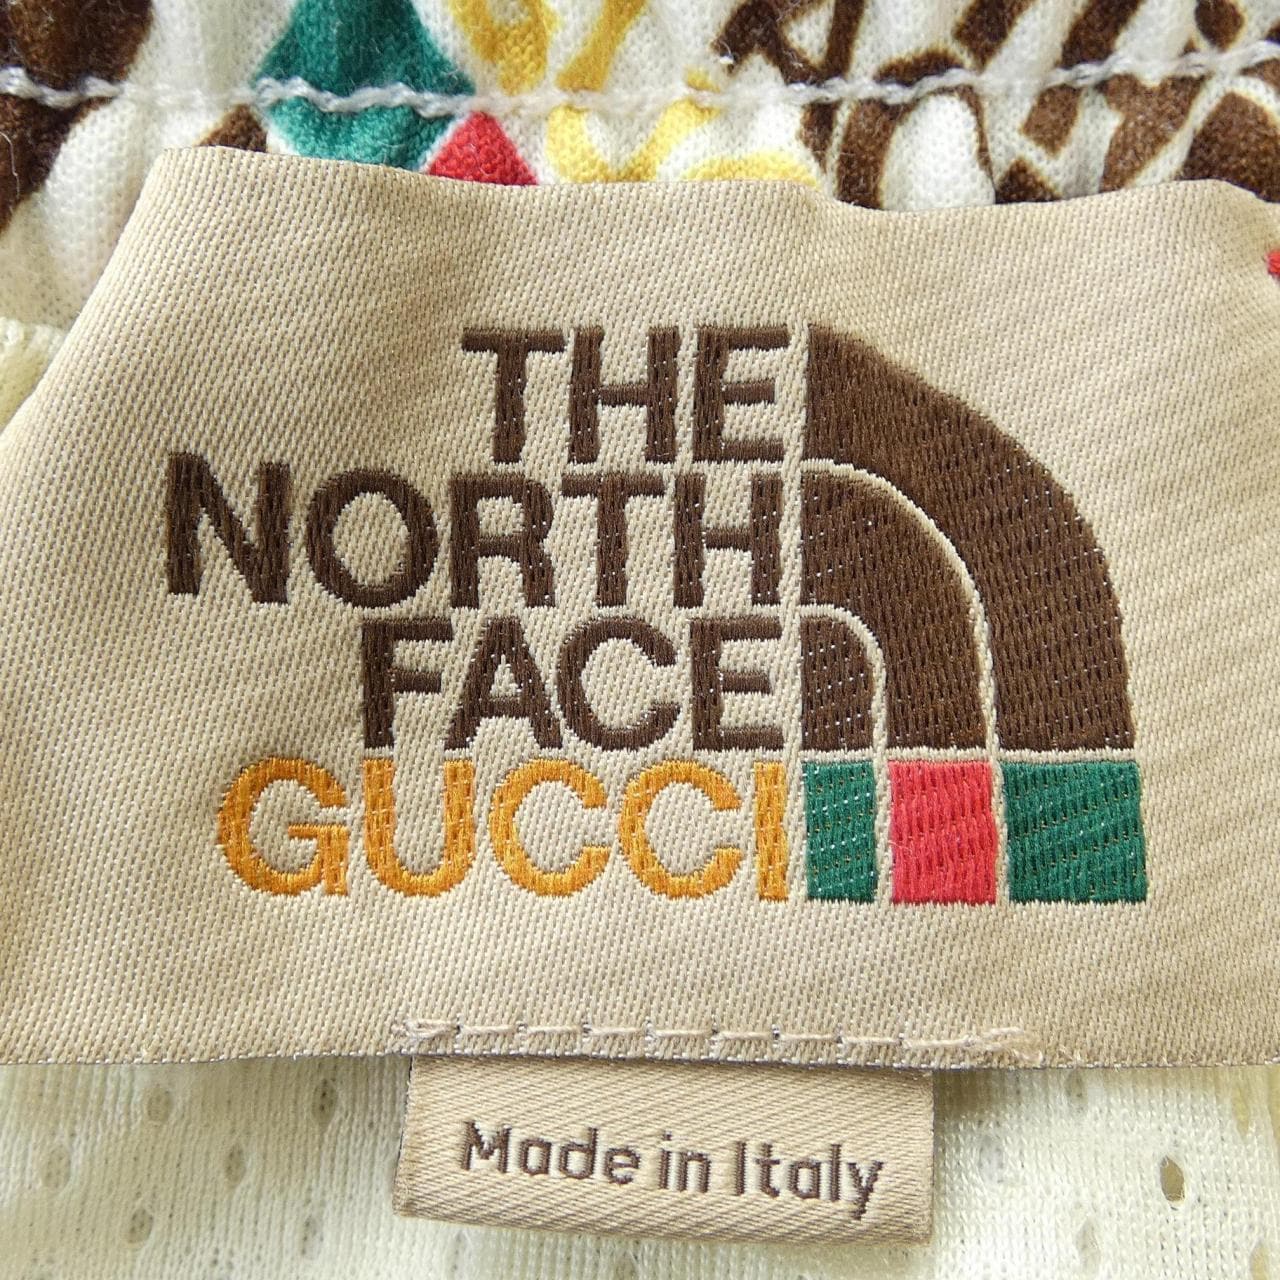 THE
NORTH
FACE
GUCCI
Made in Italy